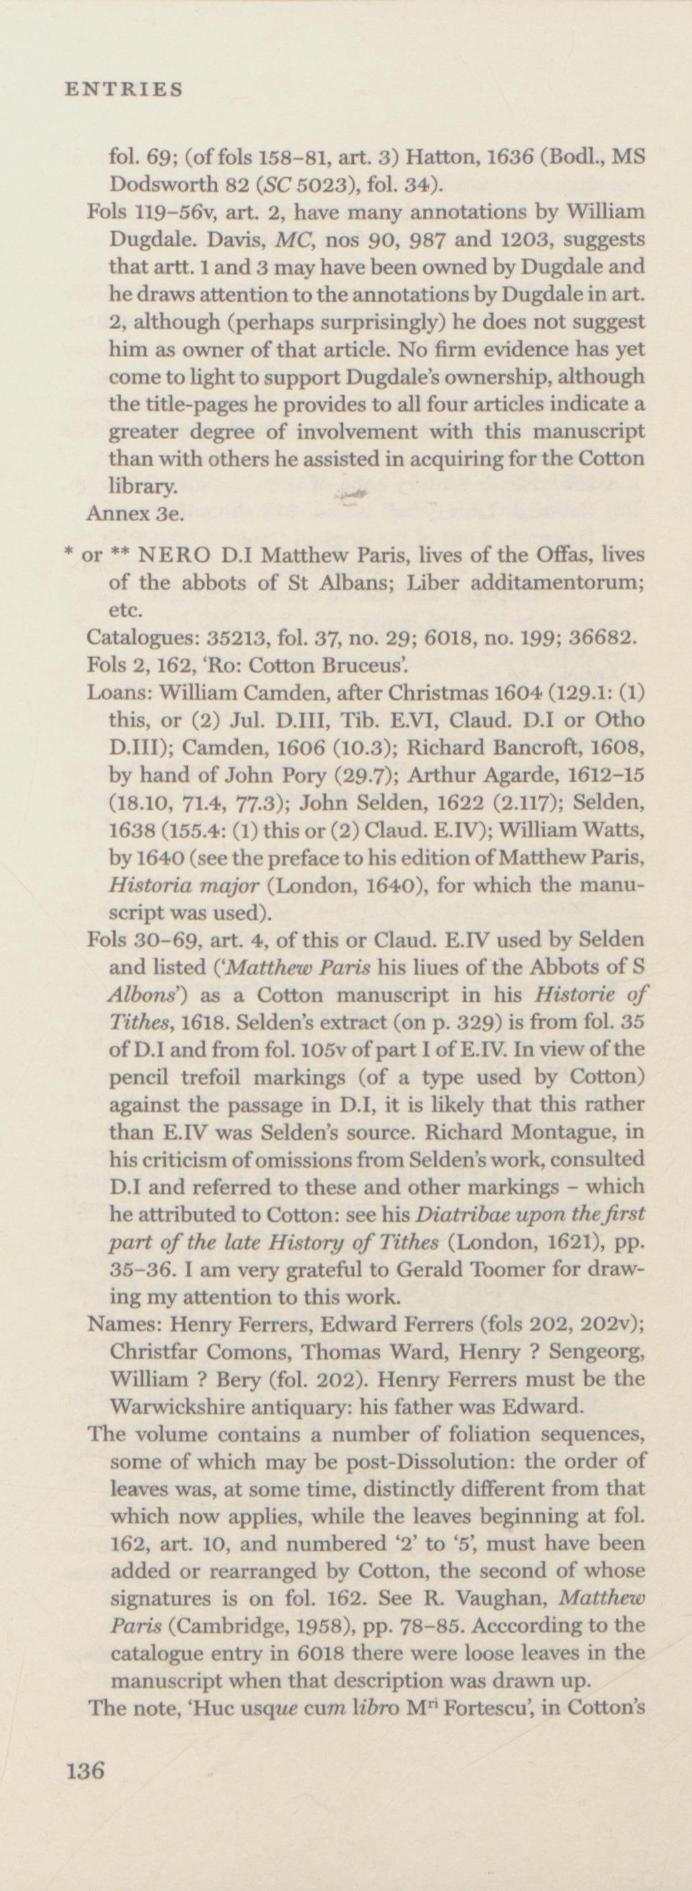 ENTRIES
fol. 69; (of fols 158–81, art. 3) Hatton, 1636 (Bodl., MS
Dodsworth 82 (SC 5023), fol. 34).
Fols 119–56v, art. 2, have many annotations by William
Dugdale. Davis, MC, nos 90, 987 and 1203, suggests
that artt. 1 and 3 may have been owned by Dugdale and
he draws attention to the annotations by Dugdale in art.
2, although (perhaps surprisingly) he does not suggest
him as owner of that article. No firm evidence has yet
come to light to support Dugdale's ownership, although
the title-pages he provides to all four articles indicate a
greater degree of involvement with this manuscript
than with others he assisted in acquiring for the Cotton
library.
Annex 3e.
* or ** NERO D.I Matthew Paris, lives of the Offas, lives
of the abbots of St Albans; Liber additamentorum;
etc.
Catalogues: 35213, fol. 37, no. 29; 6018, no. 199; 36682.
Fols 2, 162, 'Ro: Cotton Bruceus'.
Loans: William Camden, after Christmas 1604 (129.1: (1)
this, or (2) Jul. D.III, Tib. E.VI, Claud. D.I or Otho
D.III); Camden, 1606 (10.3); Richard Bancroft, 1608,
by hand of John Pory (29.7); Arthur Agarde, 1612–15
(18.10, 71.4, 77.3); John Selden, 1622 (2.117); Selden,
1638 (155.4: (1) this or (2) Claud. E.IV); William Watts,
by 1640 (see the preface to his edition of Matthew Paris,
Historia major (London, 1640), for which the manu-
script was used).
Fols 30–69, art. 4, of this or Claud. E.IV used by Selden
and listed ('Matthew Paris his liues of the Abbots of S
Albons') as a Cotton manuscript in his Historie of
Tithes, 1618. Selden's extract (on p. 329) is from fol. 35
of D.I and from fol. 105v of part I of E.IV. In view of the
pencil trefoil markings (of a type used by Cotton)
against the passage in D.I, it is likely that this rather
than E.IV was Selden's source. Richard Montague, in
his criticism of omissions from Selden's work, consulted
D.I and referred to these and other markings – which
he attributed to Cotton: see his Diatribae upon the first
part of the late History of Tithes (London, 1621), pp.
35–36. I am very grateful to Gerald Toomer for draw-
ing my attention to this work.
Names: Henry Ferrers, Edward Ferrers (fols 202, 202v);
Christfar Comons, Thomas Ward, Henry ? Sengeorg,
William ? Bery (fol. 202). Henry Ferrers must be the
Warwickshire antiquary: his father was Edward.
The volume contains a number of foliation sequences,
some of which may be post-Dissolution: the order of
leaves was, at some time, distinctly different from that
which now applies, while the leaves beginning at fol.
162, art. 10, and numbered '2' to '5', must have been
added or rearranged by Cotton, the second of whose
signatures is on fol. 162. See R. Vaughan, Matthew
Paris (Cambridge, 1958), pp. 78–85. Acccording to the
catalogue entry in 6018 there were loose leaves in the
manuscript when that description was drawn up.
The note, 'Huc usque cum libro Mʳⁱ Fortescu', in Cotton's
136